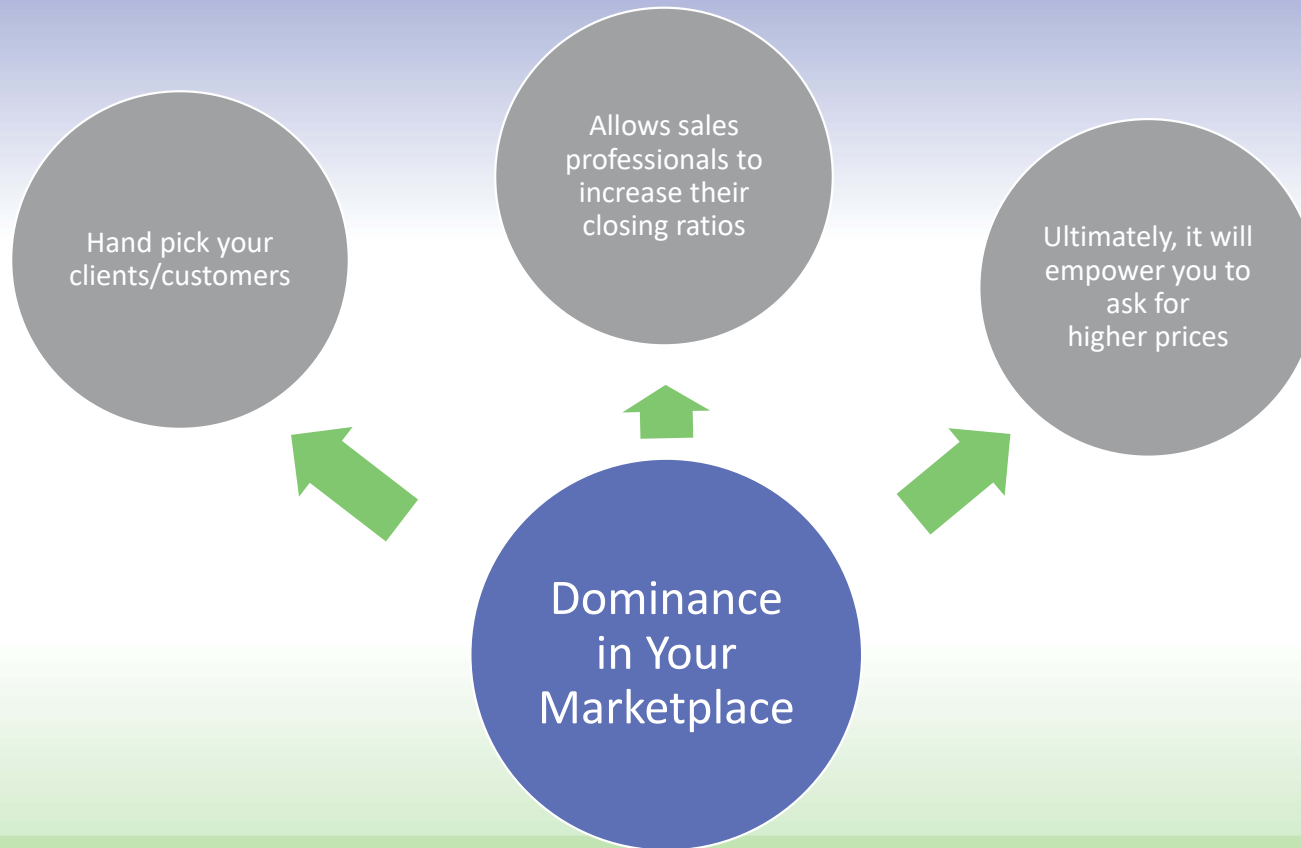 Hand pick your
clients/customers
Allows sales
professionals to
increase their
closing ratios
Ultimately, it will
empower you to
ask for
higher prices
Dominance
in Your
Marketplace